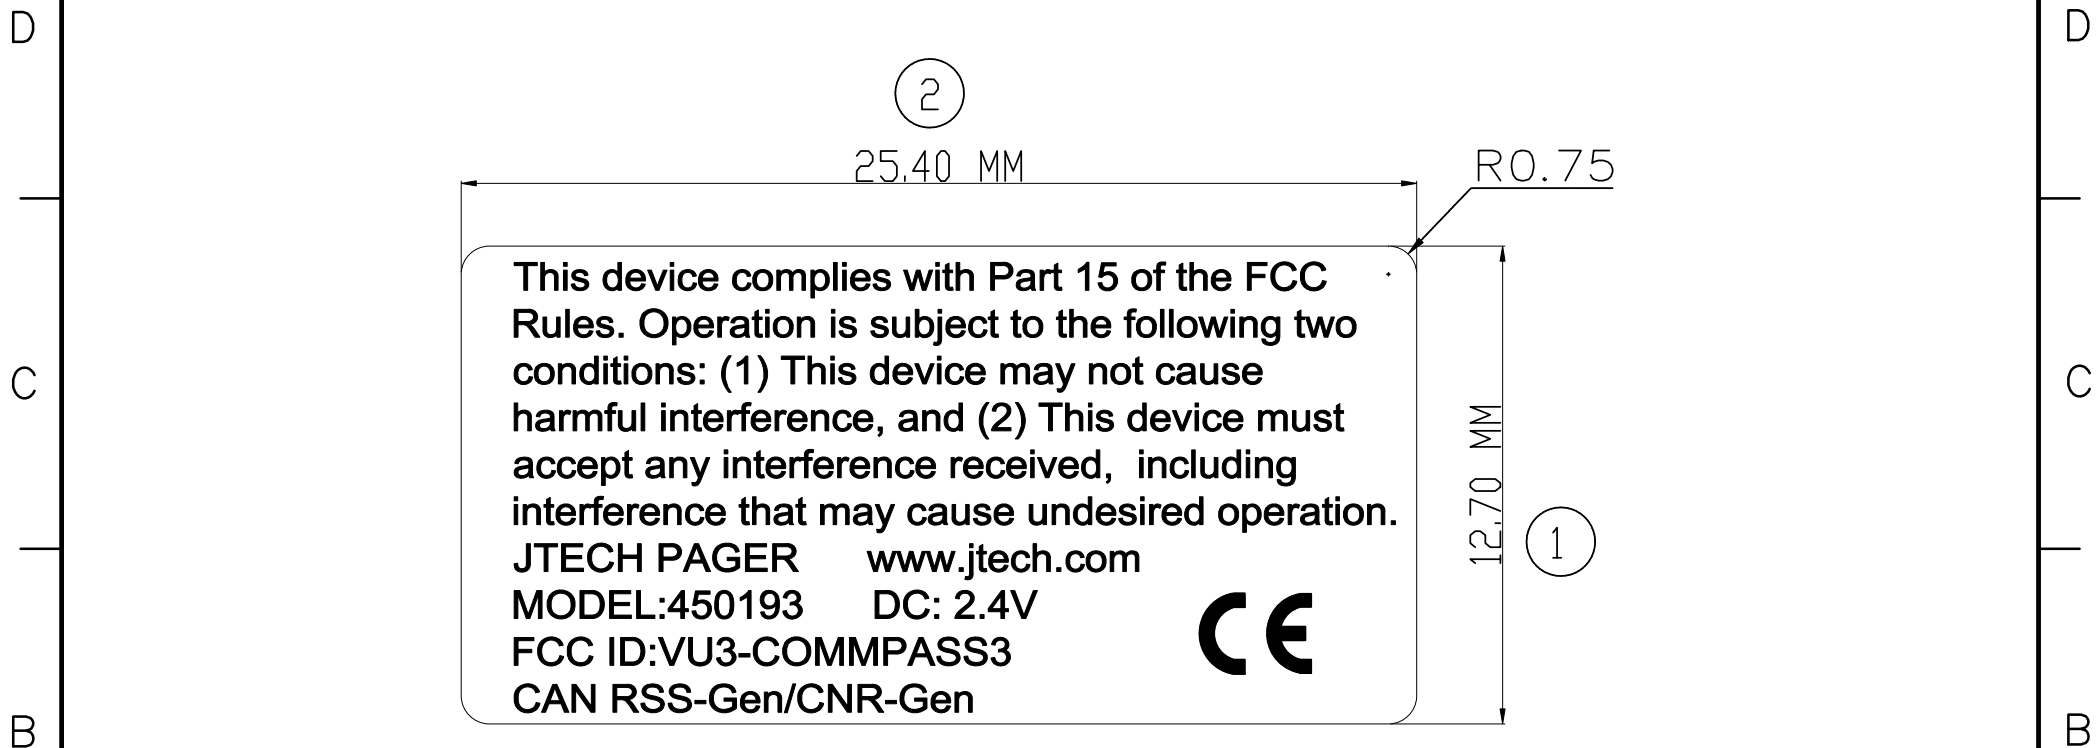 D
D
2
25.40 MM
R0.75
This device complies with Part 15 of the FCC
Rules. Operation is subject to the following two
conditions: (1) This device may not cause
harmful interference, and (2) This device must
accept any interference received,  including
interference that may cause undesired operation.
JTECH PAGER www.jtech.com
MODEL:450193 DC: 2.4V
FCC ID:VU3-COMMPASS3
CAN RSS-Gen/CNR-Gen
CE
12.70 MM
1
C
C
B
B